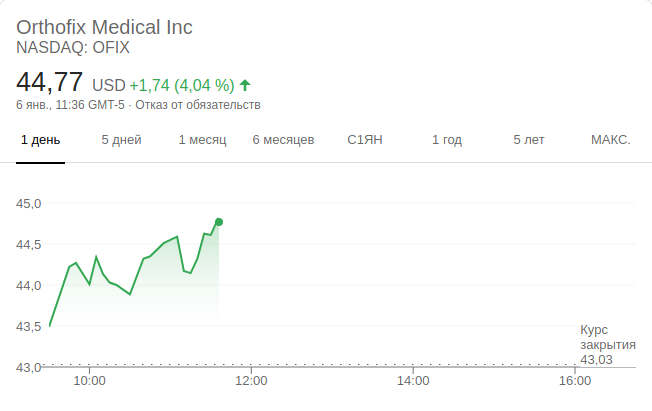 Orthofix Medical Inc
NASDAQ: OFIX
44,77 USD +1,74 (4,04 %)
6 янв., 11:36 GMT-5 · Отказ от обязательств
1 день 5 дней 1 месяц 6 месяцев С1ЯН 1 год 5 лет МАКС.
45,0
44,5
44,0
43,5
43,0
Курс
закрытия
43,03
10:00 12:00 14:00 16:00